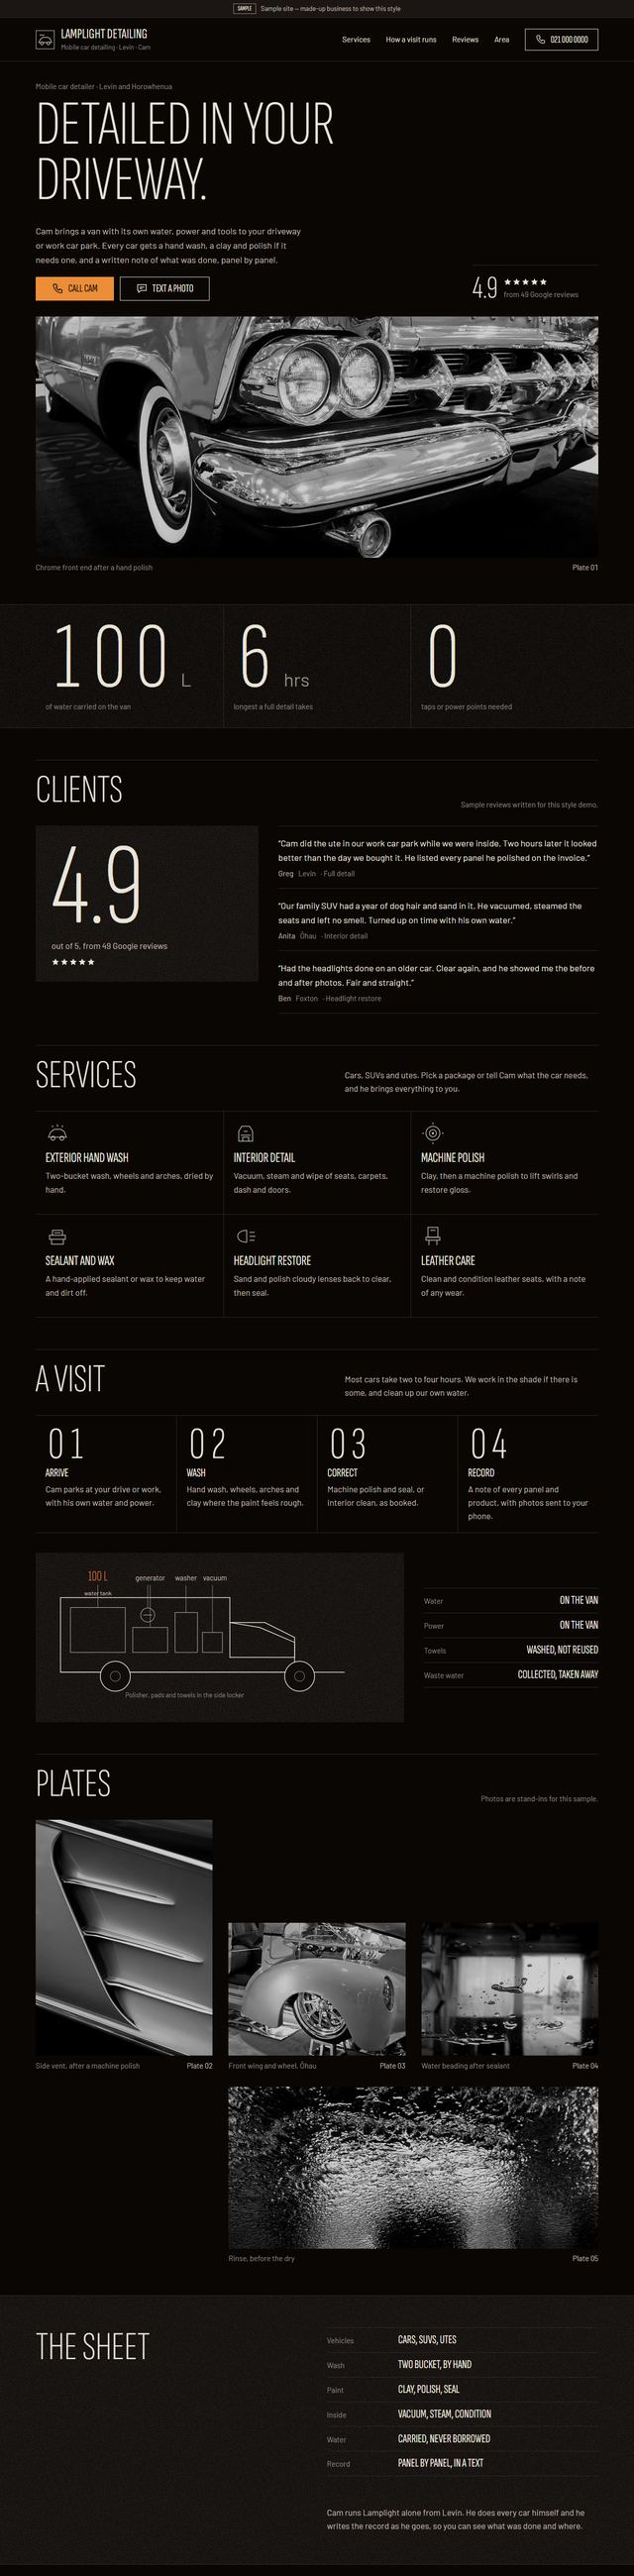 SAMPLE Sample site — made-up business to show this style
LAMPLIGHT DETAILING
Mobile car detailing · Levin · Cam
Services How a visit runs Reviews Area 021 000 0000
Mobile car detailer · Levin and Horowhenua
DETAILED IN YOUR
DRIVEWAY.
Cam brings a van with its own water, power and tools to your driveway
or work car park. Every car gets a hand wash, a clay and polish if it
needs one, and a written note of what was done, panel by panel.
CALL CAM TEXT A PHOTO
4.9
from 49 Google reviews
Chrome front end after a hand polish Plate 01
100 L
of water carried on the van
6 hrs
longest a full detail takes
0
taps or power points needed
CLIENTS
Sample reviews written for this style demo.
4.9
out of 5, from 49 Google reviews
“Cam did the ute in our work car park while we were inside. Two hours later it looked
better than the day we bought it. He listed every panel he polished on the invoice.”
Greg Levin · Full detail
“Our family SUV had a year of dog hair and sand in it. He vacuumed, steamed the
seats and left no smell. Turned up on time with his own water.”
Anita Ōhau · Interior detail
“Had the headlights done on an older car. Clear again, and he showed me the before
and after photos. Fair and straight.”
Ben Foxton · Headlight restore
SERVICES
Cars, SUVs and utes. Pick a package or tell Cam what the car needs,
and he brings everything to you.
EXTERIOR HAND WASH
Two-bucket wash, wheels and arches, dried by
hand.
INTERIOR DETAIL
Vacuum, steam and wipe of seats, carpets,
dash and doors.
MACHINE POLISH
Clay, then a machine polish to lift swirls and
restore gloss.
SEALANT AND WAX
A hand-applied sealant or wax to keep water
and dirt off.
HEADLIGHT RESTORE
Sand and polish cloudy lenses back to clear,
then seal.
LEATHER CARE
Clean and condition leather seats, with a note
of any wear.
A VISIT
Most cars take two to four hours. We work in the shade if there is
some, and clean up our own water.
01
ARRIVE
Cam parks at your drive or work,
with his own water and power.
02
WASH
Hand wash, wheels, arches and
clay where the paint feels rough.
03
CORRECT
Machine polish and seal, or
interior clean, as booked.
04
RECORD
A note of every panel and
product, with photos sent to your
phone.
100 L generator washer vacuum
water tank
Polisher, pads and towels in the side locker
Water ON THE VAN
Power ON THE VAN
Towels WASHED, NOT REUSED
Waste water COLLECTED, TAKEN AWAY
PLATES
Photos are stand-ins for this sample.
Side vent, after a machine polish Plate 02
Front wing and wheel, Ōhau Plate 03
Water beading after sealant Plate 04
Rinse, before the dry Plate 05
THE SHEET
Vehicles CARS, SUVS, UTES
Wash TWO BUCKET, BY HAND
Paint CLAY, POLISH, SEAL
Inside VACUUM, STEAM, CONDITION
Water CARRIED, NEVER BORROWED
Record PANEL BY PANEL, IN A TEXT
Cam runs Lamplight alone from Levin. He does every car himself and he
writes the record as he goes, so you can see what was done and where.